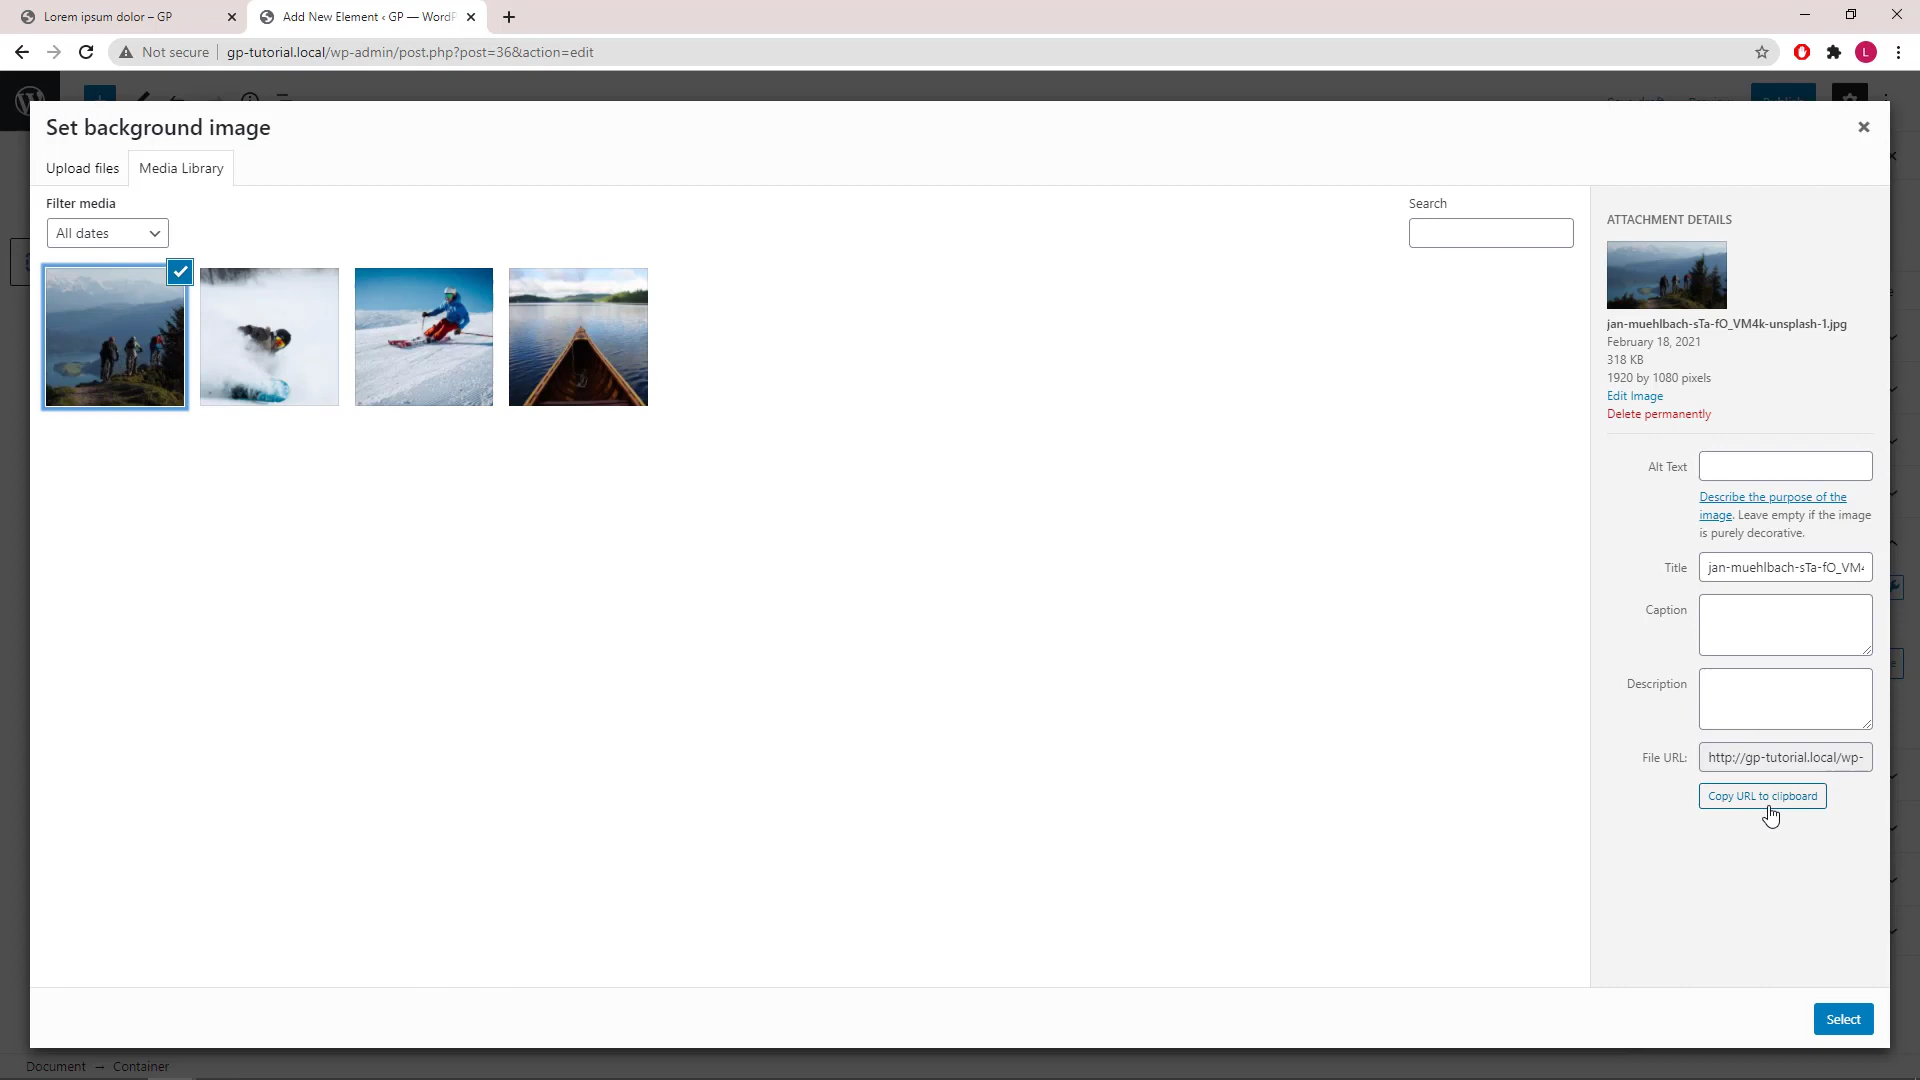 Lorem ipsum dolor – GP
Add New Element ‹ GP — WordP
Not secure
gp-tutorial.local/wp-admin/post.php?post=36&action=edit
L
Set background image
Upload files
Media Library
Filter media
All dates
Search
ATTACHMENT DETAILS
jan-muehlbach-sTa-fO_VM4k-unsplash-1.jpg
February 18, 2021
318 KB
1920 by 1080 pixels
Edit Image
Delete permanently
Alt Text
Describe the purpose of the
image. Leave empty if the image
is purely decorative.
Title
jan-muehlbach-sTa-fO_VM4
Caption
Description
File URL:
http://gp-tutorial.local/wp-
Copy URL to clipboard
Select
Document → Container